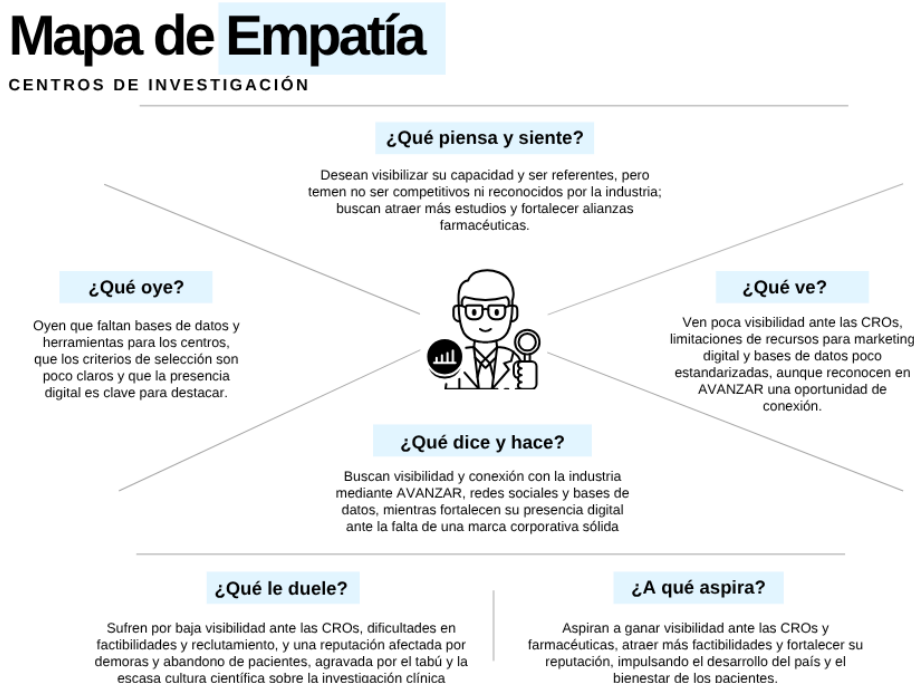 Mapa de Empatía
CENTROS DE INVESTIGACIÓN
¿Qué piensa y siente?
Desean visibilizar su capacidad y ser referentes, pero
temen no ser competitivos ni reconocidos por la industria;
buscan atraer más estudios y fortalecer alianzas
farmacéuticas.
¿Qué oye?
Oyen que faltan bases de datos y
herramientas para los centros,
que los criterios de selección son
poco claros y que la presencia
digital es clave para destacar.
¿Qué ve?
Ven poca visibilidad ante las CROs,
limitaciones de recursos para marketing
digital y bases de datos poco
estandarizadas, aunque reconocen en
AVANZAR una oportunidad de
conexión.
¿Qué dice y hace?
Buscan visibilidad y conexión con la industria
mediante AVANZAR, redes sociales y bases de
datos, mientras fortalecen su presencia digital
ante la falta de una marca corporativa sólida
¿Qué le duele?
Sufren por baja visibilidad ante las CROs, dificultades en
factibilidades y reclutamiento, y una reputación afectada por
demoras y abandono de pacientes, agravada por el tabú y la
escasa cultura científica sobre la investigación clínica
¿A qué aspira?
Aspiran a ganar visibilidad ante las CROs y
farmacéuticas, atraer más factibilidades y fortalecer su
reputación, impulsando el desarrollo del país y el
bienestar de los pacientes.